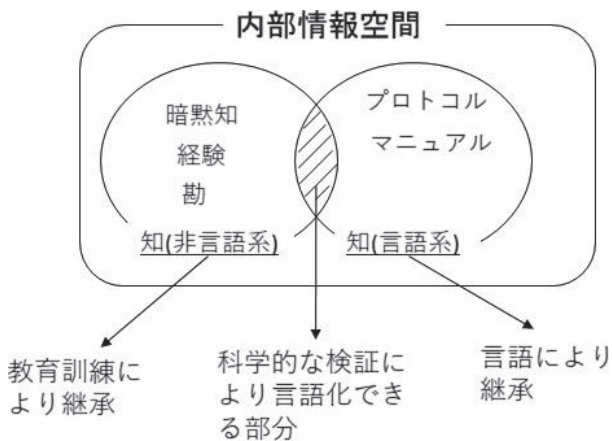 内部情報空間
暗黙知
経験
勘
プロトコル
マニュアル
知(非言語系)
知(言語系)
教育訓練に
より継承
科学的な検証に
より言語化でき
る部分
言語により
継承